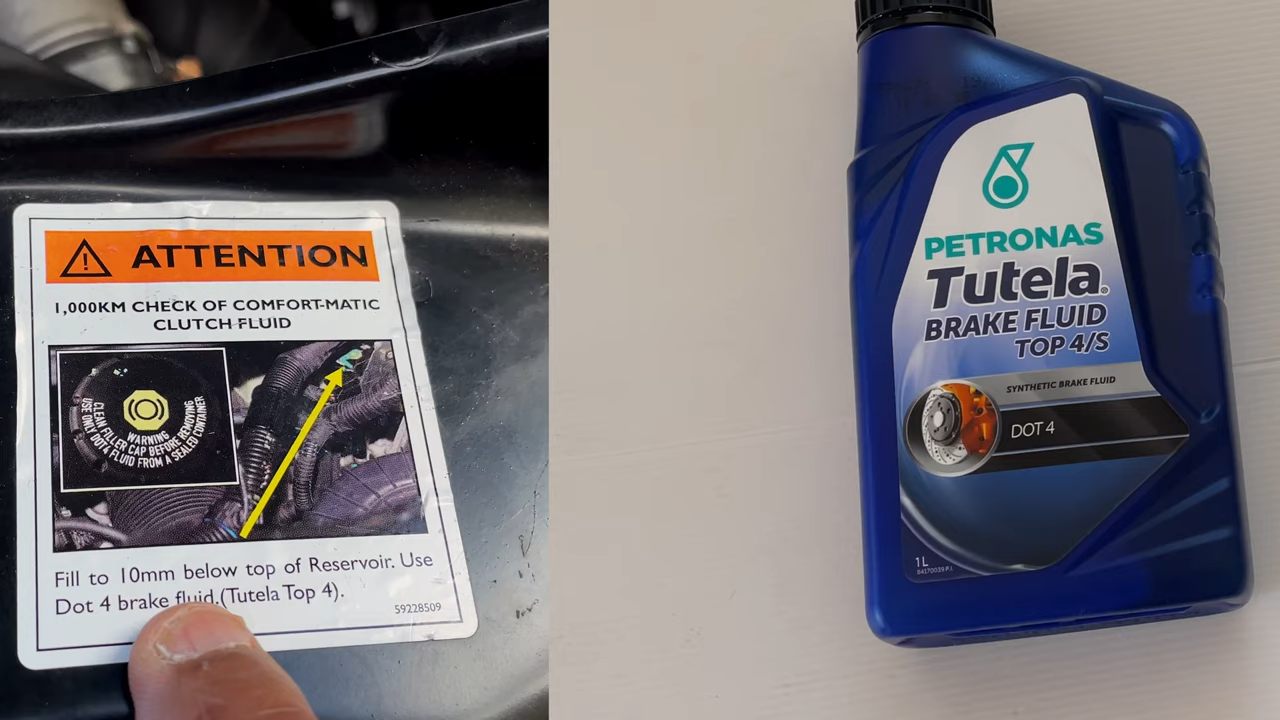 ATTENTION
1,000KM CHECK OF COMFORT-MATIC
CLUTCH FLUID
WARNING
CLEAN FILLER CAP BEFORE REMOVING
USE ONLY DOT4 FLUID FROM A SEALED CONTAINER
Fill to 10mm below top of Reservoir. Use
Dot 4 brake fluid.(Tutela Top 4).
59228509
PETRONAS
Tutela®
BRAKE FLUID
TOP 4/S
SYNTHETIC BRAKE FLUID
DOT 4
1L